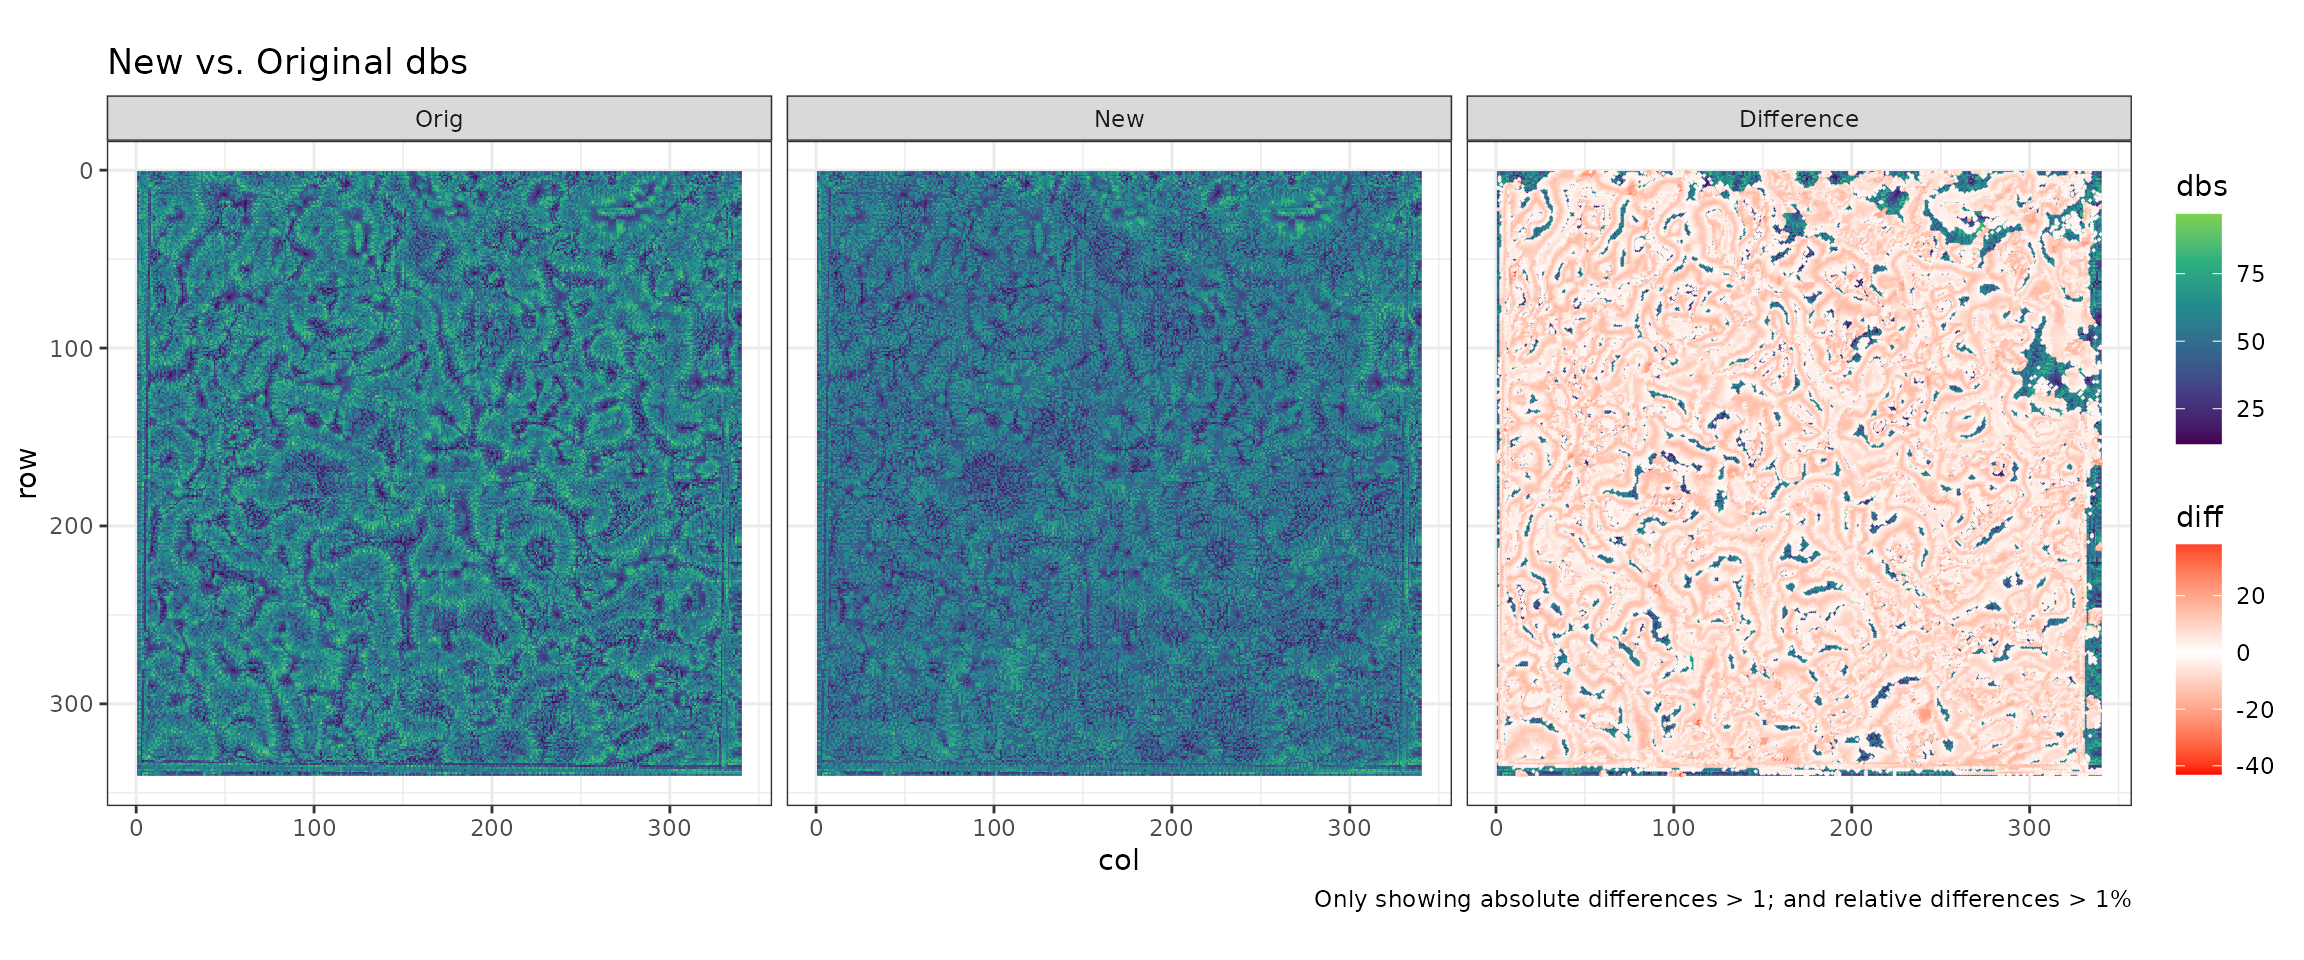 New vs. Original dbs
Orig
New
Difference
0
100
200
300
row
0 100 200 300
0 100 200 300
0 100 200 300
col
dbs
75
50
25
diff
20
0
-20
-40
Only showing absolute differences > 1; and relative differences > 1%